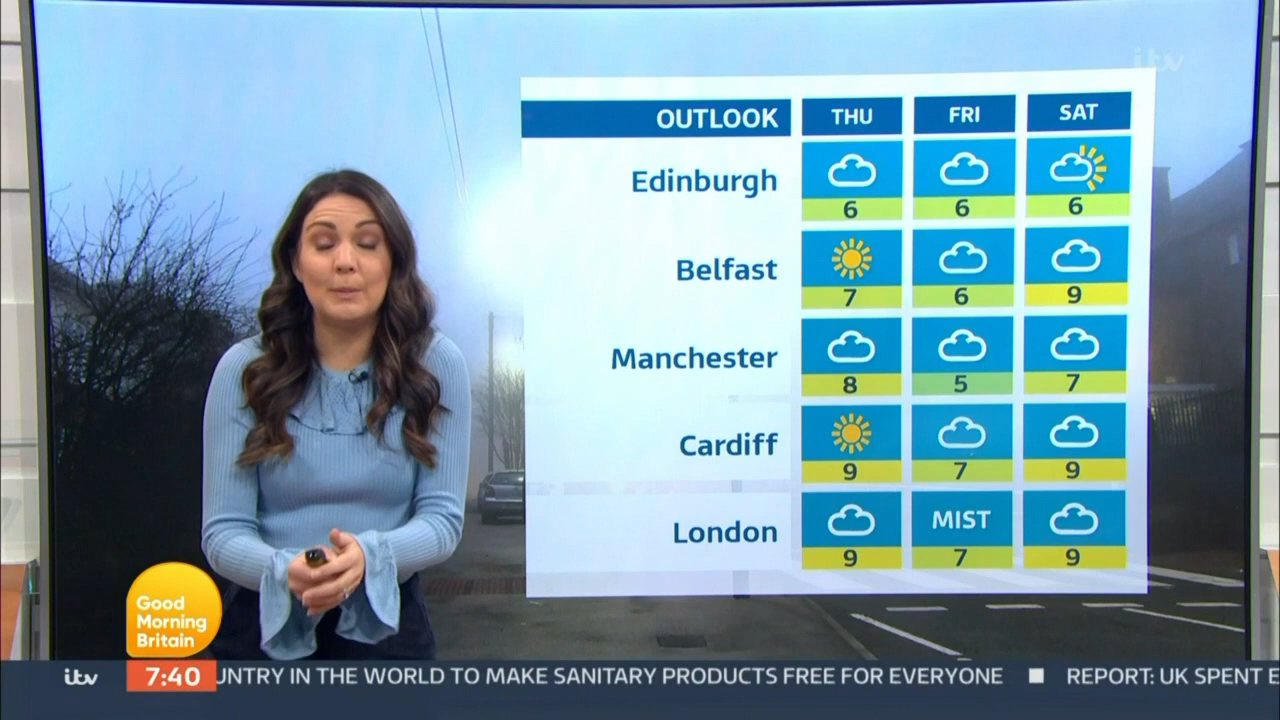 itv
OUTLOOK THU FRI SAT
Edinburgh 6 6 6
Belfast 7 6 9
Manchester 8 5 7
Cardiff 9 7 9
London MIST
9 7 9
Good
Morning
Britain
itv 7:40 UNTRY IN THE WORLD TO MAKE SANITARY PRODUCTS FREE FOR EVERYONE ■ REPORT: UK SPENT E